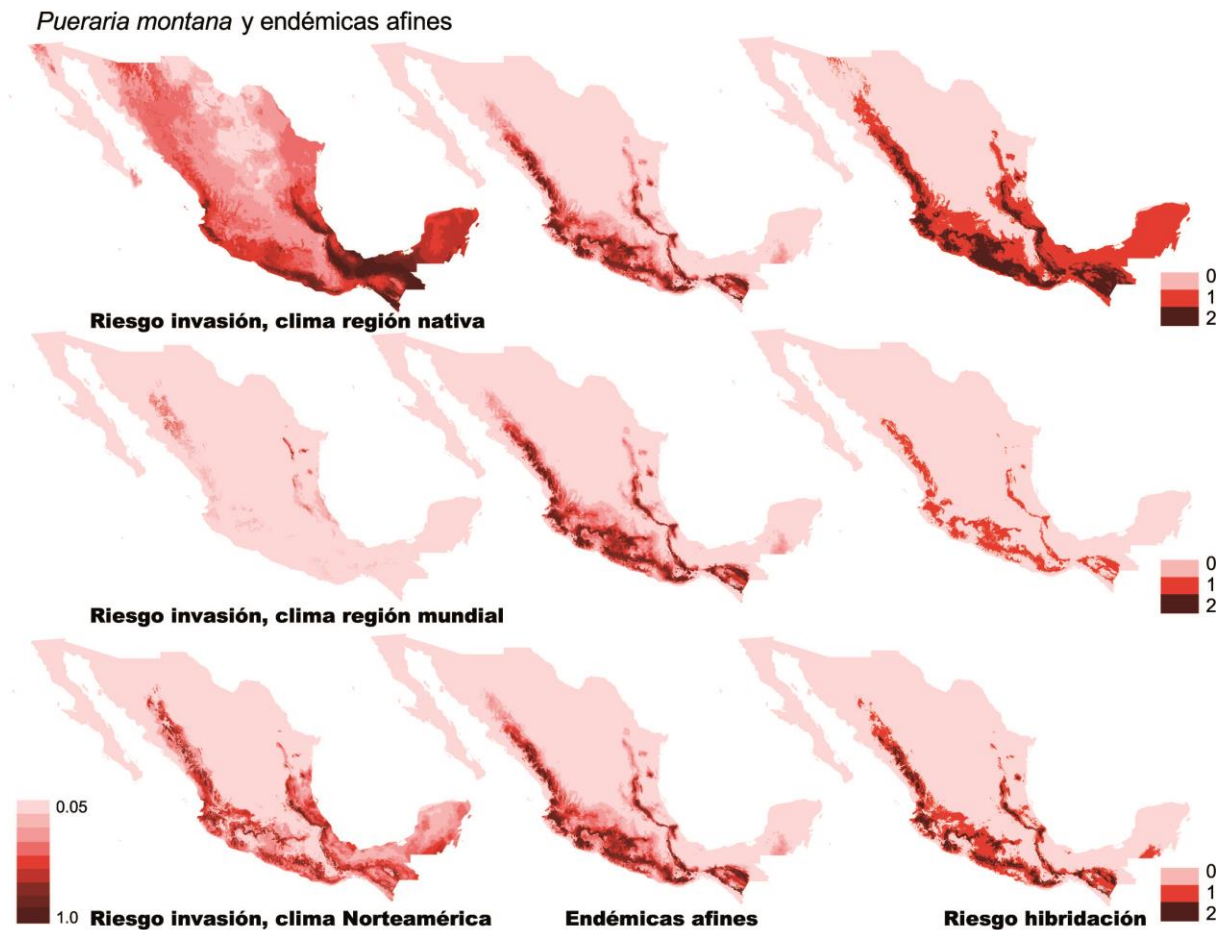 Pueraria montana y endémicas afines
0
1
2
Riesgo invasión, clima región nativa
0
1
2
Riesgo invasión, clima región mundial
0.05
1.0
0
1
2
Riesgo invasión, clima Norteamérica
Endémicas afines
Riesgo hibridación